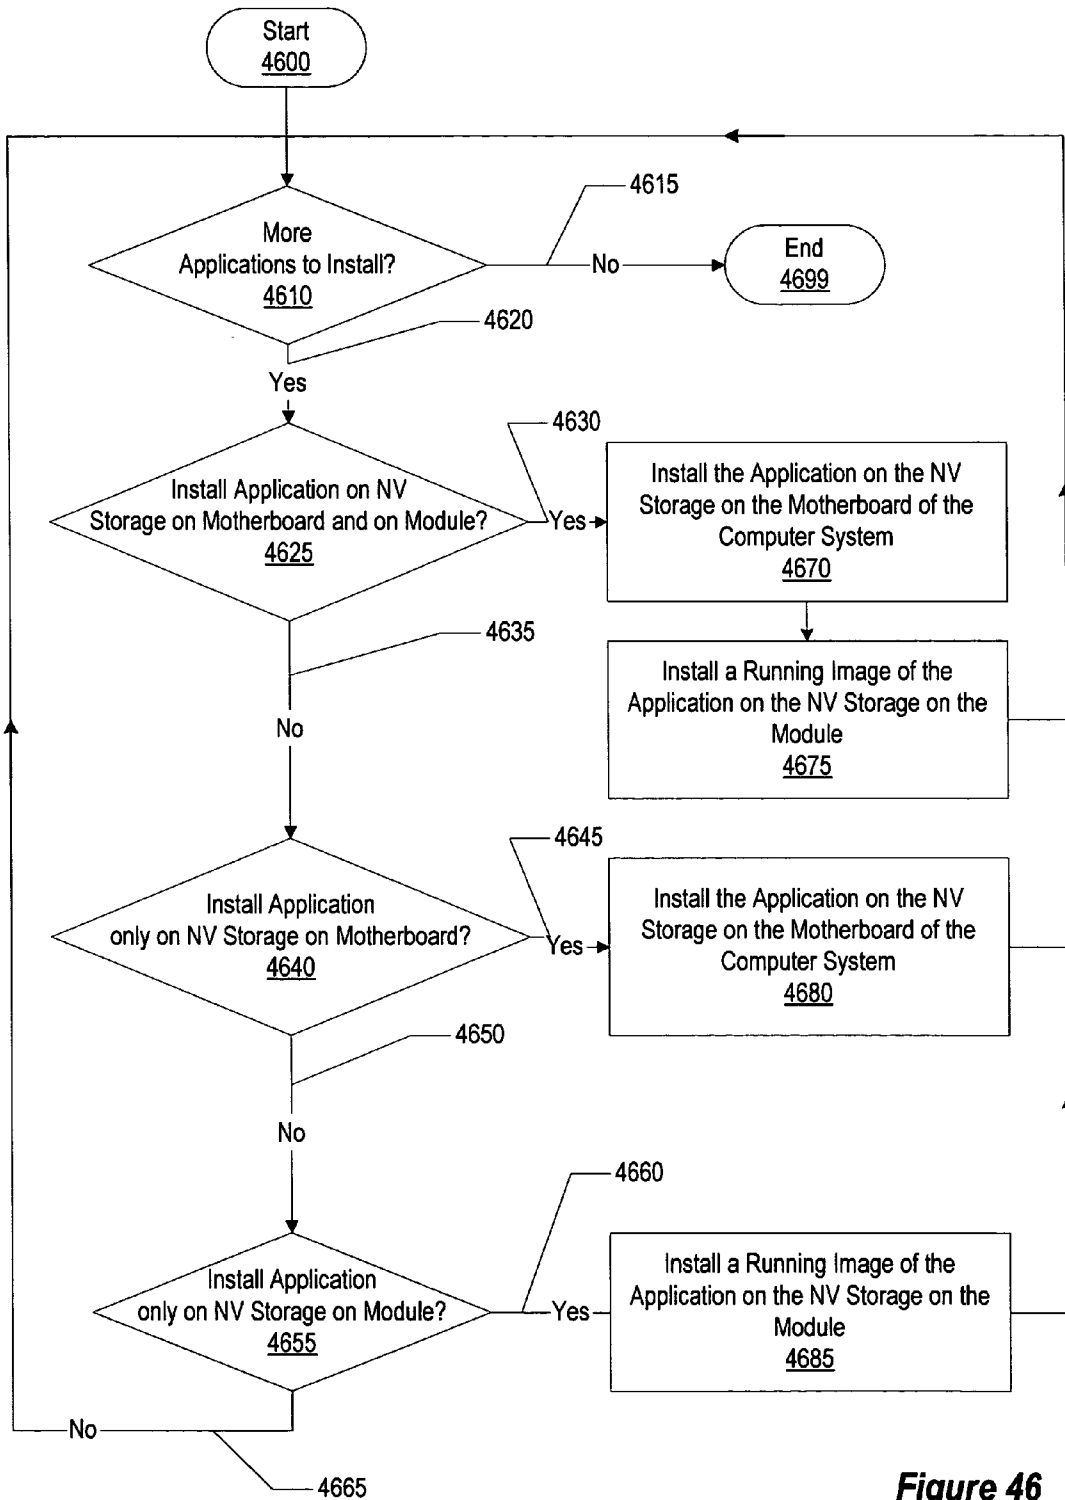 Start
4600
4615
More
Applications to Install?
4610
No
End
4699
4620
Yes
4630
Install Application on NV
Storage on Motherboard and on Module?
4625
Yes
Install the Application on the NV
Storage on the Motherboard of the
Computer System
4670
4635
Install a Running Image of the
Application on the NV Storage on the
Module
4675
No
4645
Install Application
only on NV Storage on Motherboard?
4640
Yes
Install the Application on the NV
Storage on the Motherboard of the
Computer System
4680
4650
No
4660
Install Application
only on NV Storage on Module?
4655
Yes
Install a Running Image of the
Application on the NV Storage on the
Module
4685
No
4665
Figure 46